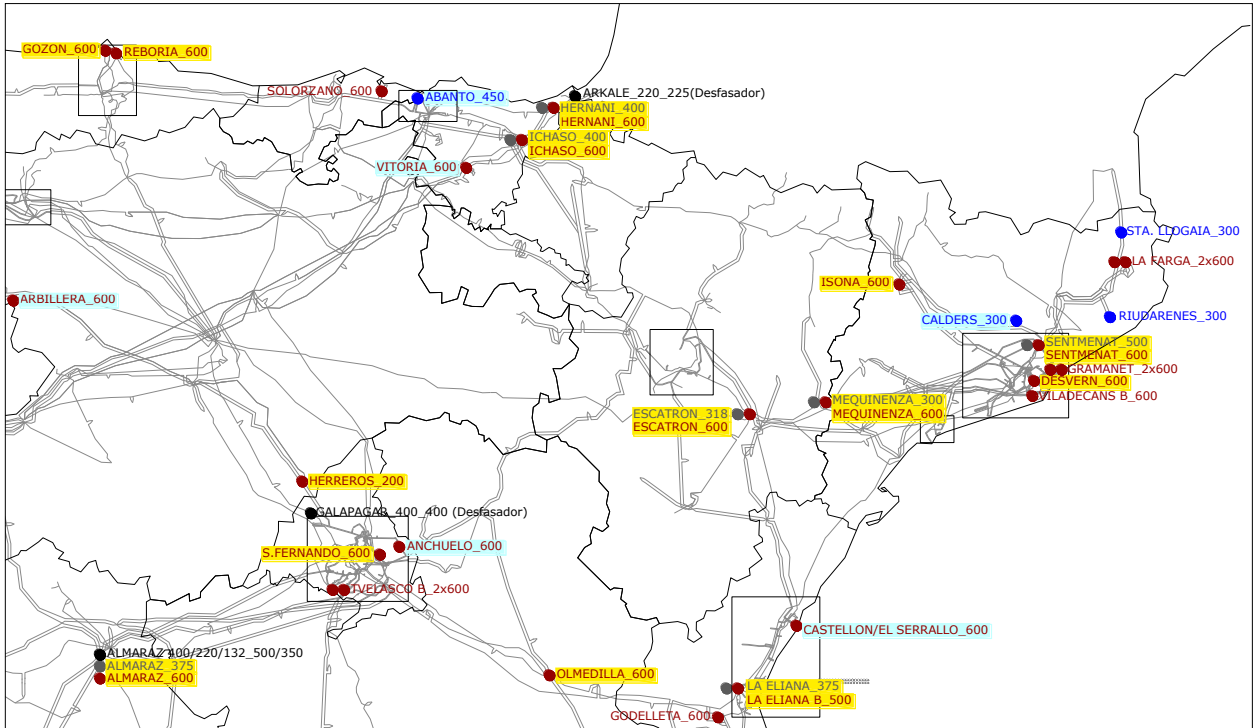 GOZON_600
REBORIA_600
SOLORZANO_600
ABANTO_450
ARKALE_220_225(Desfasador)
HERNANI_400
HERNANI_600
ICHASO_400
ICHASO_600
VITORIA_600
STA. LLOGAIA_300
LA FARGA_2x600
ISONA_600
ARBILLERA_600
CALDERS_300
RIUDARENES_300
SENTMENAT_500
SENTMENAT_600
GRAMANET_2x600
DESVERN_600
VILADECANS B_600
MEQUINENZA_300
MEQUINENZA_600
ESCATRON_318
ESCATRON_600
HERREROS_200
GALAPAGAR_400_400 (Desfasador)
ANCHUELO_600
S.FERNANDO_600
TVELASCO B_2x600
CASTELLON/EL SERRALLO_600
ALMARAZ 400/220/132_500/350
ALMARAZ_375
ALMARAZ_600
OLMEDILLA_600
LA ELIANA_375
LA ELIANA B_500
GODELLETA_600